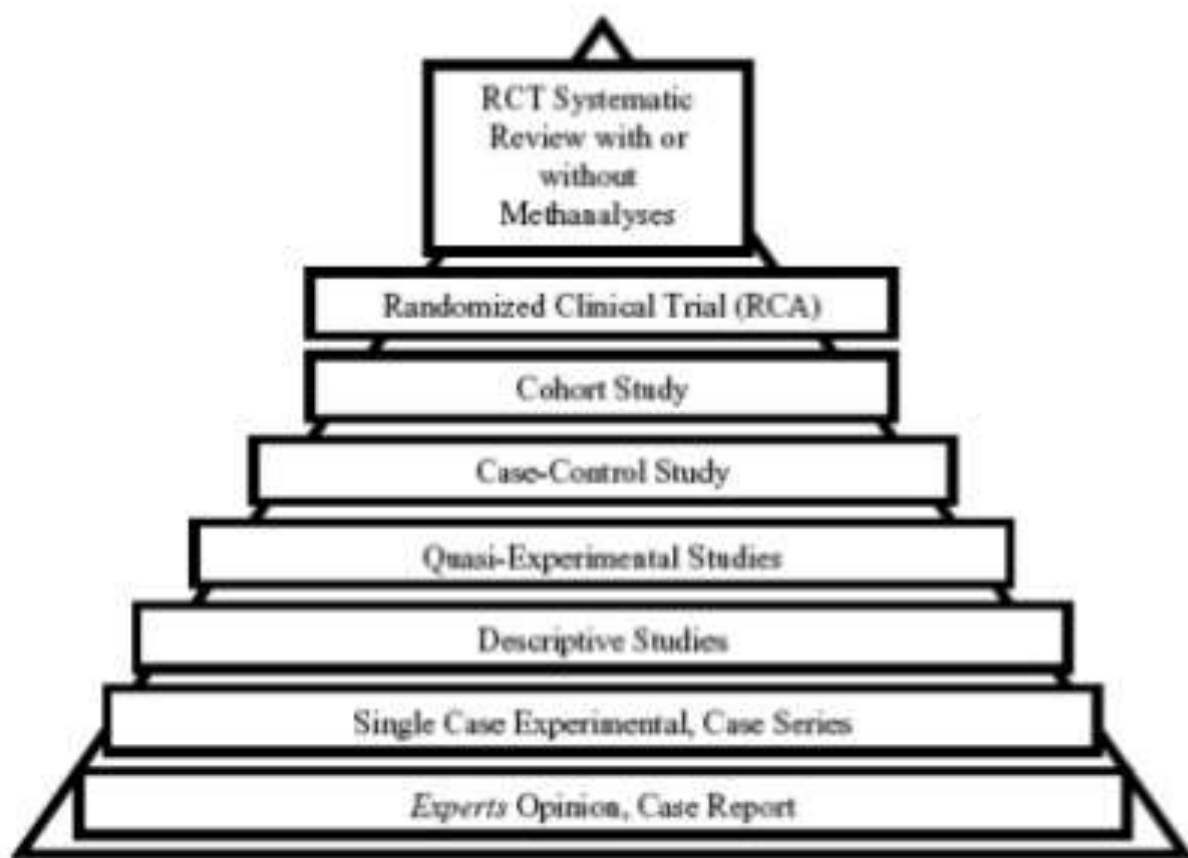 RCT Systematic
Review with or
without
Methanalyses
Randomized Clinical Trial (RCA)
Cohort Study
Case-Control Study
Quasi-Experimental Studies
Descriptive Studies
Single Case Experimental, Case Series
Experts Opinion, Case Report